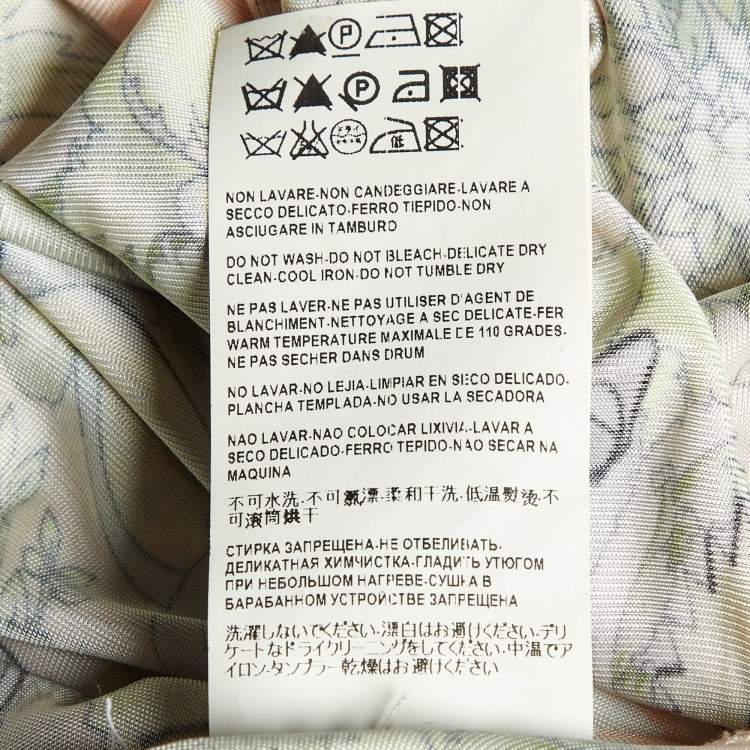 P
P
ドライ
セキユ系
低
NON LAVARE-NON CANDEGGIARE-LAVARE A
SECCO DELICATO-FERRO TIEPIDO-NON
ASCIUGARE IN TAMBURO
DO NOT WASH-DO NOT BLEACH-DELICATE DRY
CLEAN-COOL IRON-DO NOT TUMBLE DRY
NE PAS LAVER-NE PAS UTILISER D'AGENT DE
BLANCHIMENT-NETTOYAGE A SEC DELICATE-FER
WARM TEMPERATURE MAXIMALE DE 110 GRADES-
NE PAS SECHER DANS DRUM
NO LAVAR-NO LEJIA-LIMPIAR EN SECO DELICADO-
PLANCHA TEMPLADA-NO USAR LA SECADORA
NAO LAVAR-NAO COLOCAR LIXIVIA-LAVAR A
SECO DELICADO-FERRO TEPIDO-NAO SECAR NA
MAQUINA
不可水洗-不可氯漂-柔和干洗-低温熨烫-不
可滚筒烘干
СТИРКА ЗАПРЕЩЕНА-НЕ ОТБЕЛИВАТЬ-
ДЕЛИКАТНАЯ ХИМЧИСТКА-ГЛАДИТЬ УТЮГОМ
ПРИ НЕБОЛЬШОМ НАГРЕВЕ-СУШКА В
БАРАБАННОМ УСТРОЙСТВЕ ЗАПРЕЩЕНА
洗濯しないでください-漂白はお避けください-デリ
ケートなドライクリーニングをしてください-中温でア
イロン-タンブラー乾燥はお避けください